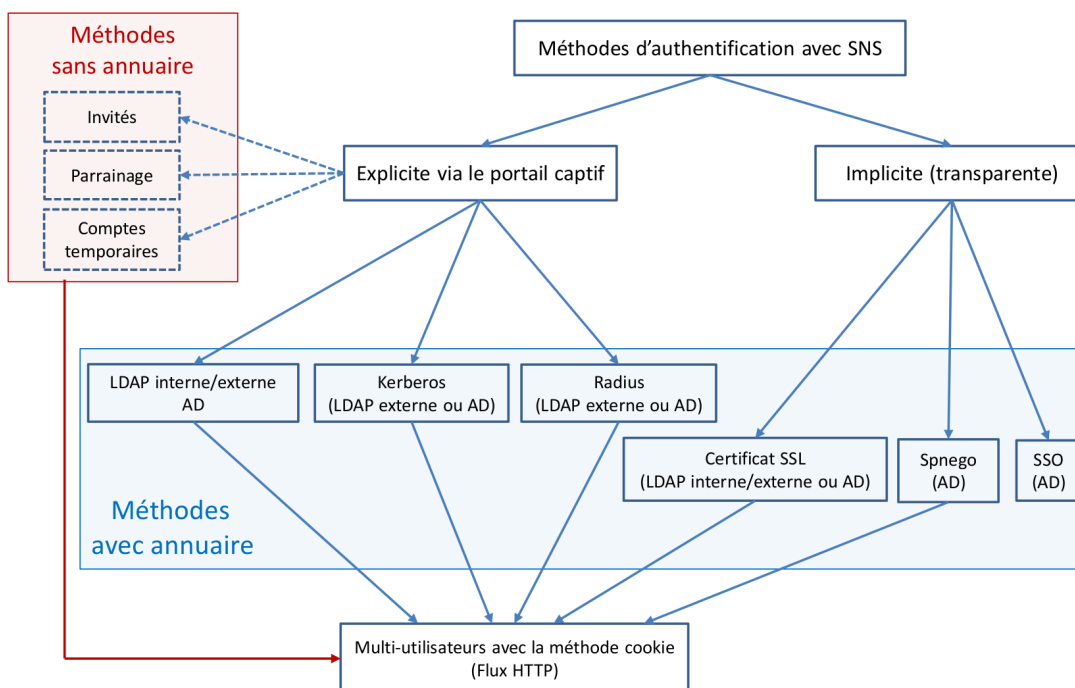 Méthodes
sans annuaire
Invités
Parrainage
Comptes
temporaires
Méthodes d'authentification avec SNS
Explicite via le portail captif
Implicite (transparente)
LDAP interne/externe
AD
Kerberos
(LDAP externe ou AD)
Radius
(LDAP externe ou AD)
Certificat SSL
(LDAP interne/externe ou AD)
Spnego
(AD)
SSO
(AD)
Méthodes
avec annuaire
Multi-utilisateurs avec la méthode cookie
(Flux HTTP)